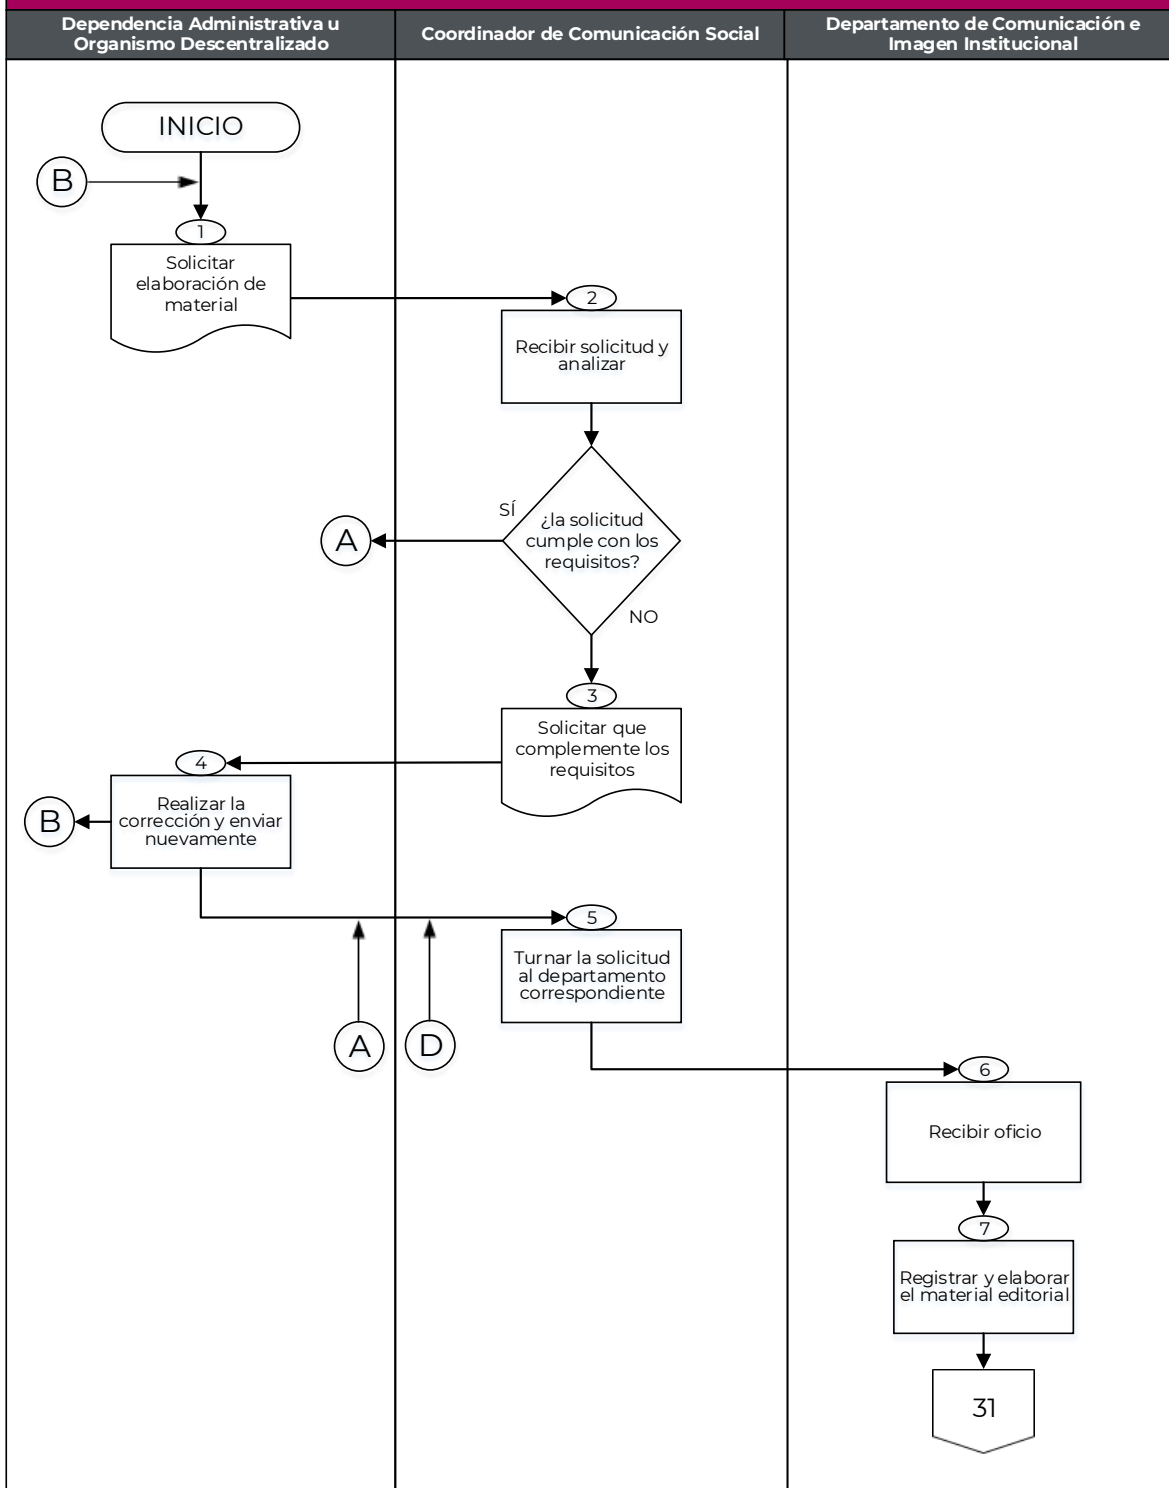 Dependencia Administrativa u
Organismo Descentralizado
Coordinador de Comunicación Social
Departamento de Comunicación e
Imagen Institucional
INICIO
B
1
Solicitar
elaboración de
material
2
Recibir solicitud y
analizar
SÍ
¿la solicitud
cumple con los
requisitos?
A
NO
3
Solicitar que
complemente los
requisitos
4
Realizar la
corrección y enviar
nuevamente
B
5
Turnar la solicitud
al departamento
correspondiente
A
D
6
Recibir oficio
7
Registrar y elaborar
el material editorial
31